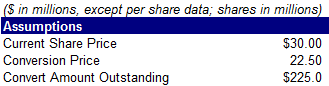 ($ in millions, except per share data; shares in millions)
Assumptions
Current Share Price $30.00
Conversion Price 22.50
Convert Amount Outstanding $225.0